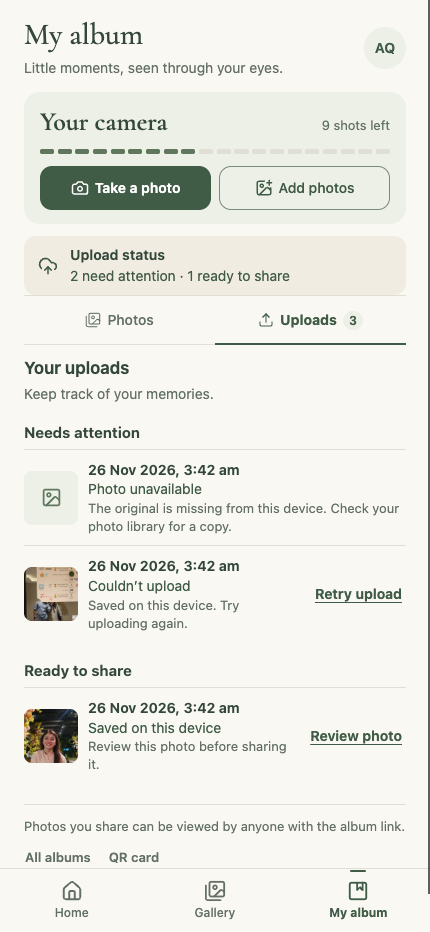 My album
AQ
Little moments, seen through your eyes.
Your camera
9 shots left
Take a photo
Add photos
Upload status
2 need attention · 1 ready to share
Photos
Uploads 3
Your uploads
Keep track of your memories.
Needs attention
26 Nov 2026, 3:42 am
Photo unavailable
The original is missing from this device. Check your
photo library for a copy.
26 Nov 2026, 3:42 am
Couldn’t upload
Saved on this device. Try
uploading again.
Retry upload
Ready to share
26 Nov 2026, 3:42 am
Saved on this device
Review this photo before sharing
it.
Review photo
Photos you share can be viewed by anyone with the album link.
All albums
QR card
Home
Gallery
My album